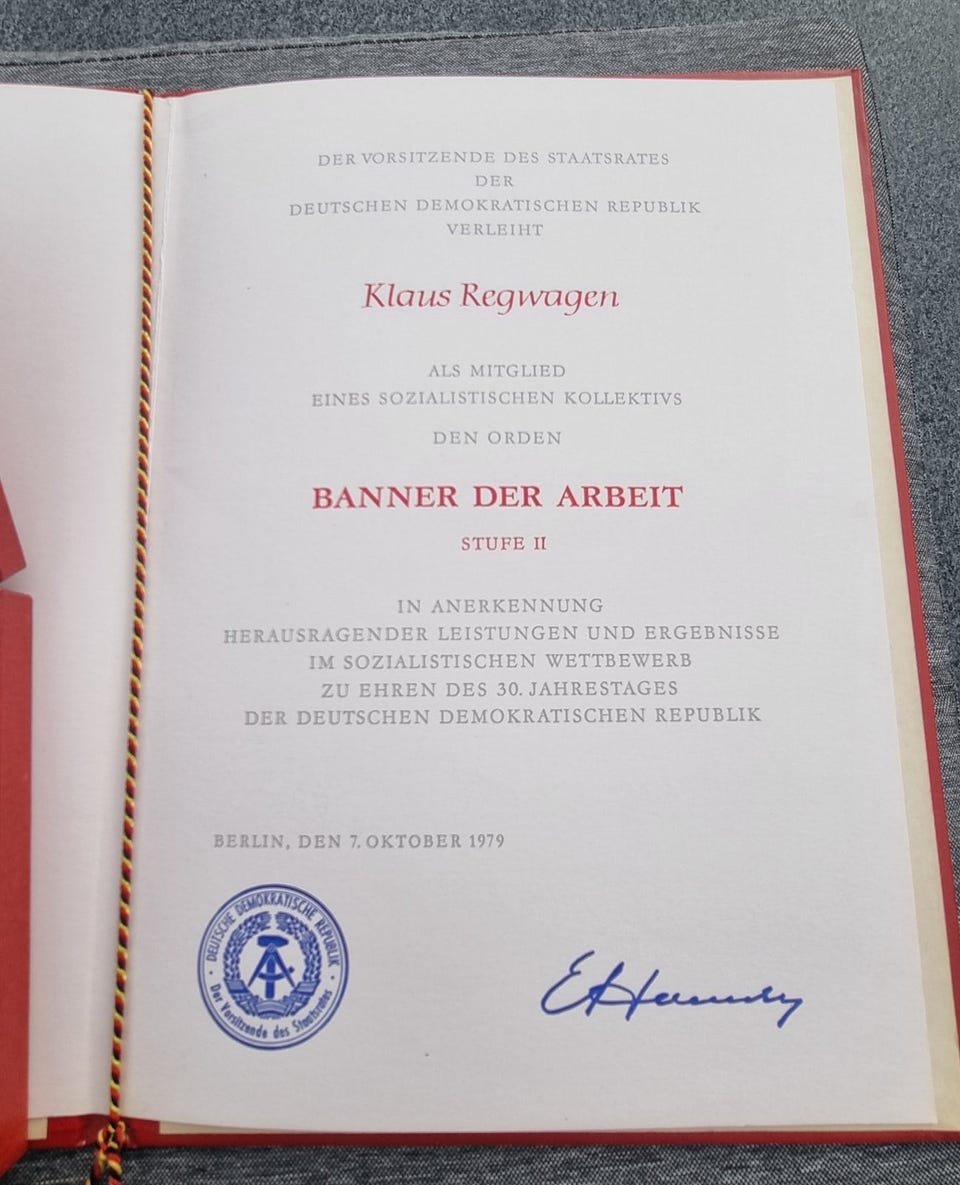 DER VORSITZENDE DES STAATSRATES
DER
DEUTSCHEN DEMOKRATISCHEN REPUBLIK
VERLEIHT
Klaus Regwagen
ALS MITGLIED
EINES SOZIALISTISCHEN KOLLEKTIVS
DEN ORDEN
BANNER DER ARBEIT
STUFE II
IN ANERKENNUNG
HERAUSRAGENDER LEISTUNGEN UND ERGEBNISSE
IM SOZIALISTISCHEN WETTBEWERB
ZU EHREN DES 30. JAHRESTAGES
DER DEUTSCHEN DEMOKRATISCHEN REPUBLIK
BERLIN, DEN 7. OKTOBER 1979
DEUTSCHE DEMOKRATISCHE REPUBLIK
Der Vorsitzende des Staatsrates